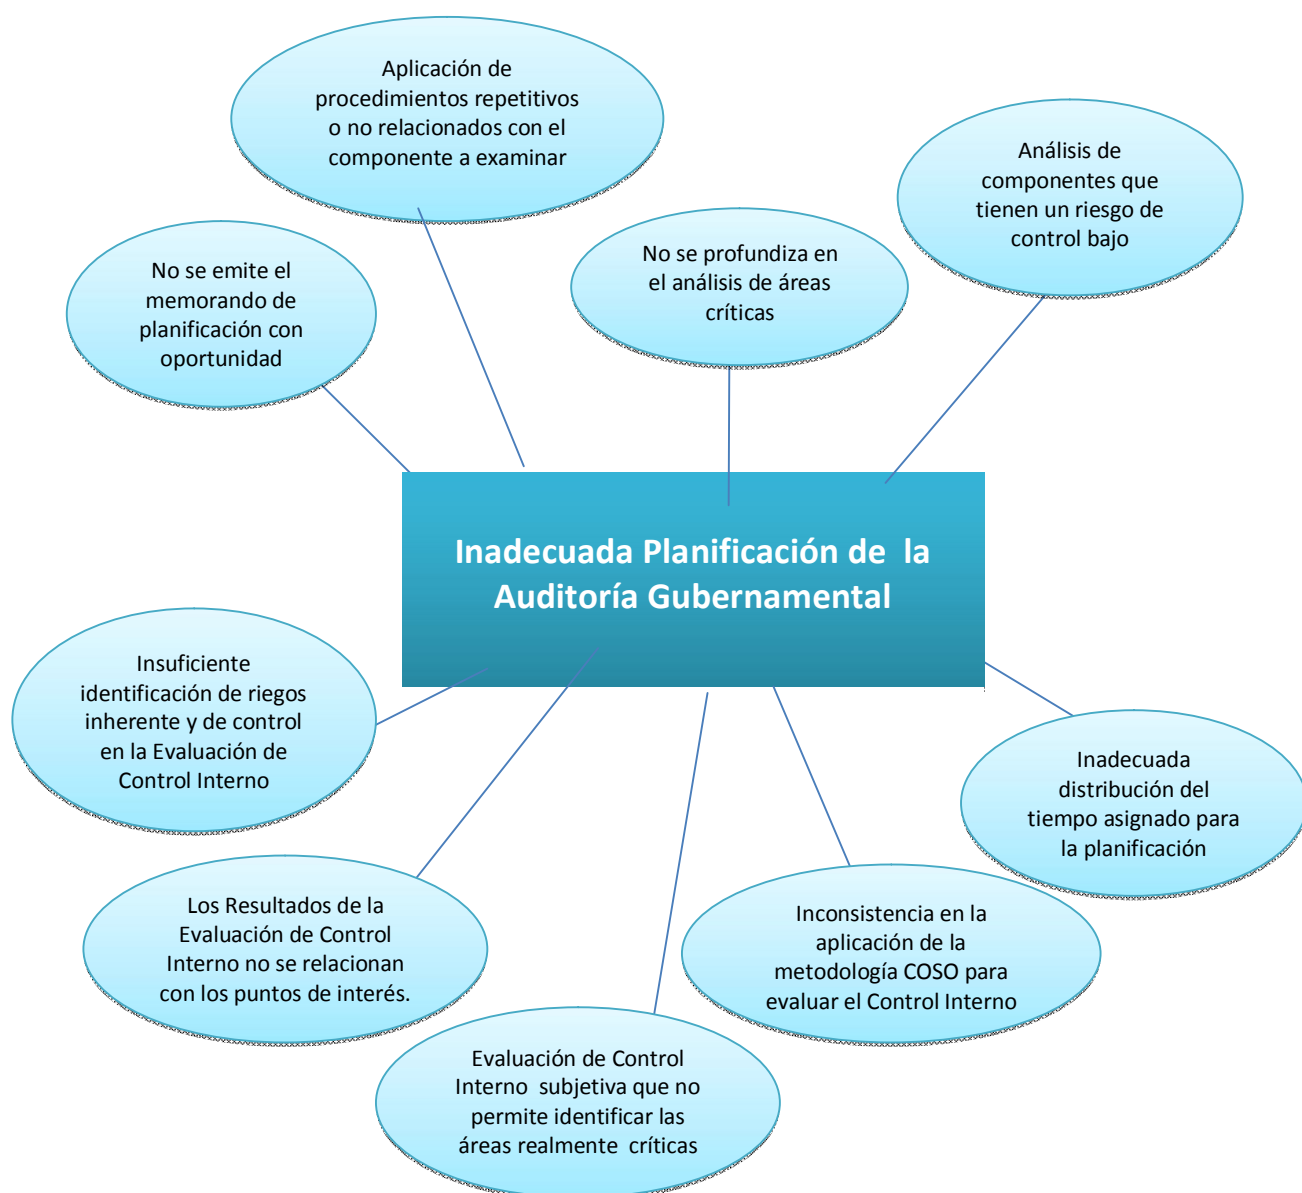 Aplicación de
procedimientos repetitivos
o no relacionados con el
componente a examinar
Análisis de
componentes que
tienen un riesgo de
control bajo
No se emite el
memorando de
planificación con
oportunidad
No se profundiza en
el análisis de áreas
críticas
Inadecuada Planificación de  la
Auditoría Gubernamental
Insuficiente
identificación de riegos
inherente y de control
en la Evaluación de
Control Interno
Inadecuada
distribución del
tiempo asignado para
la planificación
Los Resultados de la
Evaluación de Control
Interno no se relacionan
con los puntos de interés.
Inconsistencia en la
aplicación de la
metodología COSO para
evaluar el Control Interno
Evaluación de Control
Interno  subjetiva que no
permite identificar las
áreas realmente  críticas